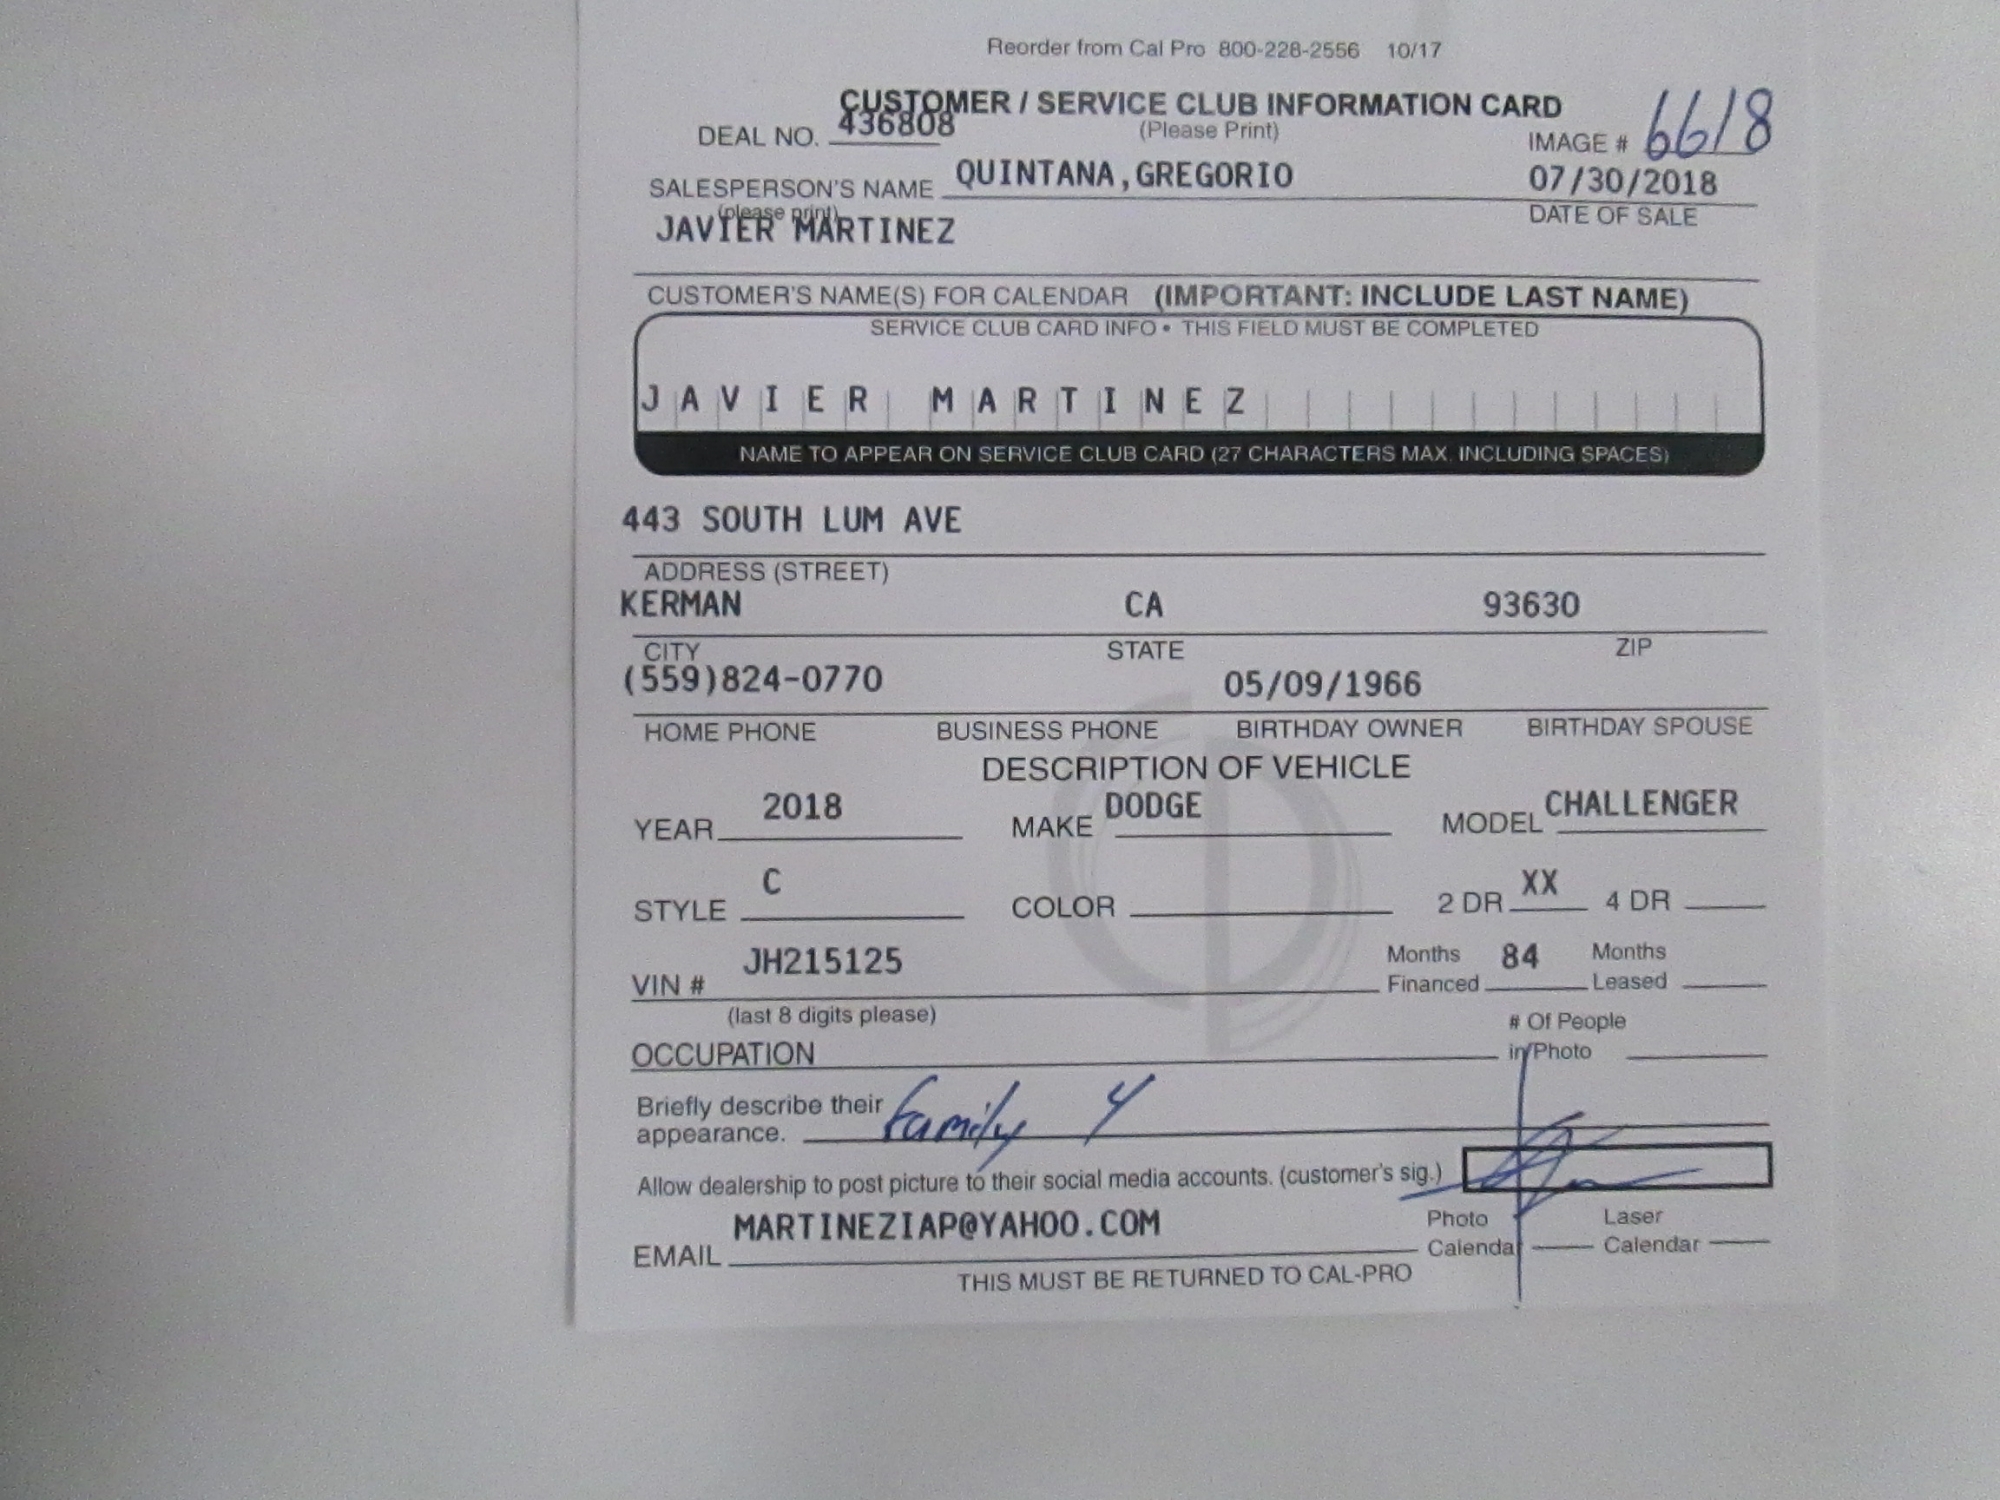 Reorder from Cal Pro 800-228-2556 10/17
CUSTOMER / SERVICE CLUB INFORMATION CARD
DEAL NO. 436808 (Please Print) IMAGE # 6618
SALESPERSON'S NAME QUINTANA,GREGORIO 07/30/2018
(please print) DATE OF SALE
JAVIER MARTINEZ
CUSTOMER'S NAME(S) FOR CALENDAR (IMPORTANT: INCLUDE LAST NAME)
SERVICE CLUB CARD INFO • THIS FIELD MUST BE COMPLETED
JAVIER MARTINEZ
NAME TO APPEAR ON SERVICE CLUB CARD (27 CHARACTERS MAX. INCLUDING SPACES)
443 SOUTH LUM AVE
ADDRESS (STREET)
KERMAN CA 93630
CITY STATE ZIP
(559)824-0770 05/09/1966
HOME PHONE BUSINESS PHONE BIRTHDAY OWNER BIRTHDAY SPOUSE
DESCRIPTION OF VEHICLE
YEAR 2018 MAKE DODGE MODEL CHALLENGER
STYLE C COLOR 2 DR XX 4 DR
VIN # JH215125 Months Financed 84 Months Leased
(last 8 digits please)
OCCUPATION # Of People in Photo
Briefly describe their appearance. family 4
Allow dealership to post picture to their social media accounts. (customer's sig.)
EMAIL MARTINEZIAP@YAHOO.COM Photo Calendar Laser Calendar
THIS MUST BE RETURNED TO CAL-PRO